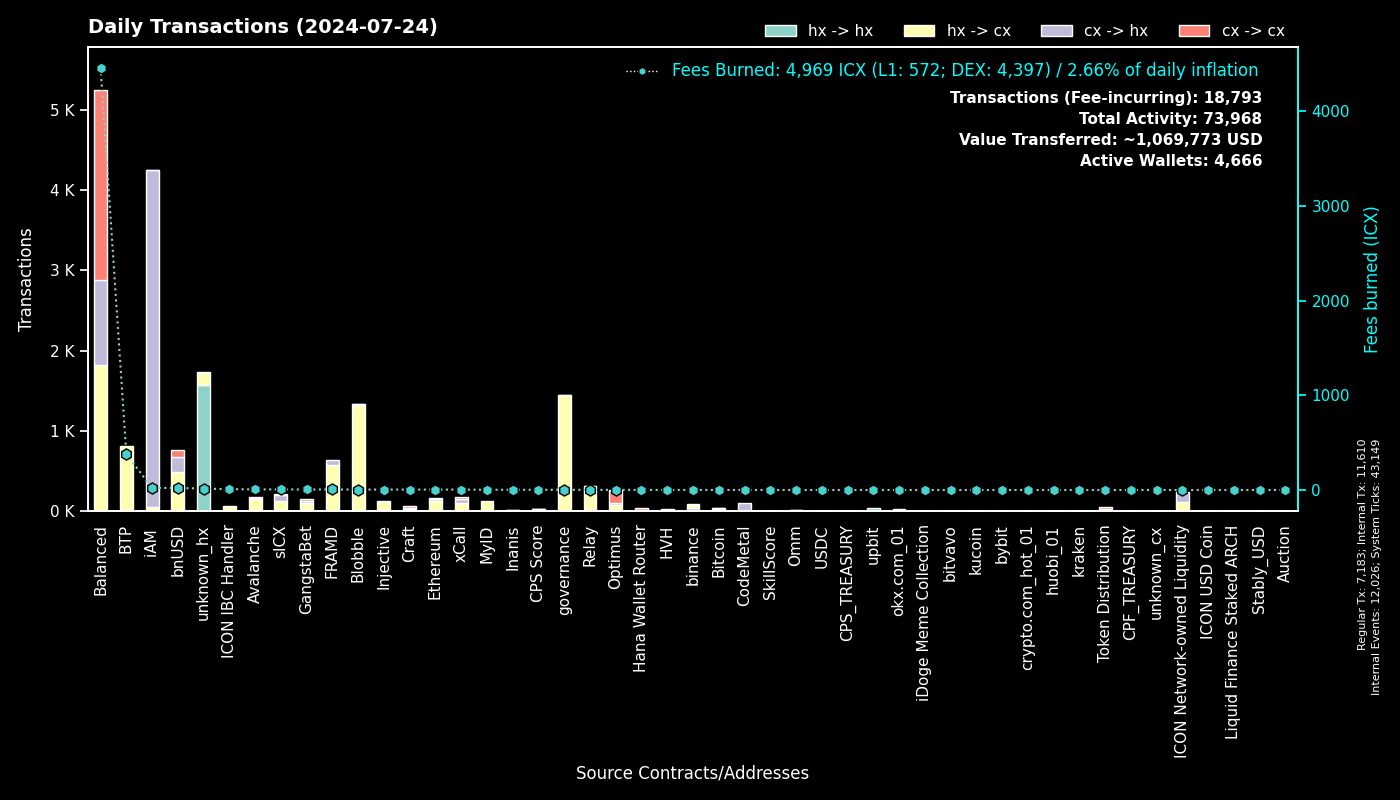 Daily Transactions (2024-07-24)
hx -> hx
hx -> cx
cx -> hx
cx -> cx
Fees Burned: 4,969 ICX (L1: 572; DEX: 4,397) / 2.66% of daily inflation
Transactions (Fee-incurring): 18,793
Total Activity: 73,968
Value Transferred: ~1,069,773 USD
Active Wallets: 4,666
Transactions
5 K
4 K
3 K
2 K
1 K
0 K
4000
3000
2000
1000
0
Fees burned (ICX)
Regular Tx: 7,183; Internal Tx: 11,610
Internal Events: 12,026; System Ticks: 43,149
Balanced
BTP
iAM
bnUSD
unknown_hx
ICON IBC Handler
Avalanche
sICX
GangstaBet
FRAMD
Blobble
Injective
Craft
Ethereum
xCall
MyID
Inanis
CPS Score
governance
Relay
Optimus
Hana Wallet Router
HVH
binance
Bitcoin
CodeMetal
SkillScore
Omm
USDC
CPS_TREASURY
upbit
okx.com_01
iDoge Meme Collection
bitvavo
kucoin
bybit
crypto.com_hot_01
huobi_01
kraken
Token Distribution
CPF_TREASURY
unknown_cx
ICON Network-owned Liquidity
ICON USD Coin
Liquid Finance Staked ARCH
Stably_USD
Auction
Source Contracts/Addresses